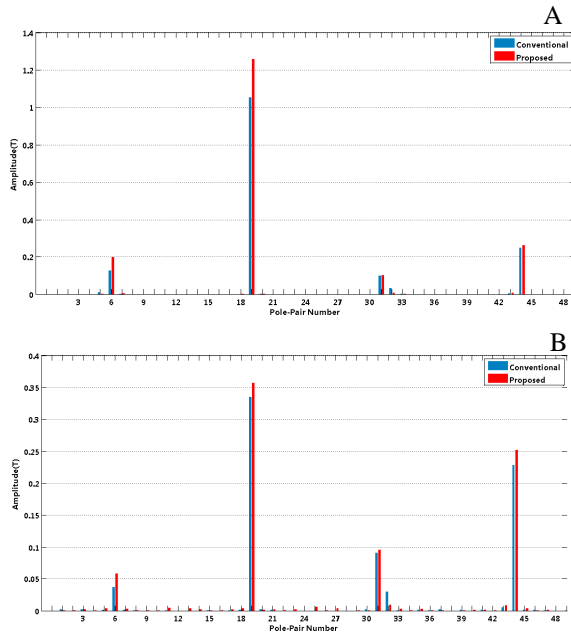 A
1.4
1.2
1
0.8
0.6
0.4
0.2
0
Amplitude(T)
Conventional
Proposed
3 6 9 12 15 18 21 24 27 30 33 36 39 42 45 48
Pole-Pair Number
B
0.4
0.35
0.3
0.25
0.2
0.15
0.1
0.05
0
Amplitude(T)
Conventional
Proposed
3 6 9 12 15 18 21 24 27 30 33 36 39 42 45 48
Pole-Pair Number